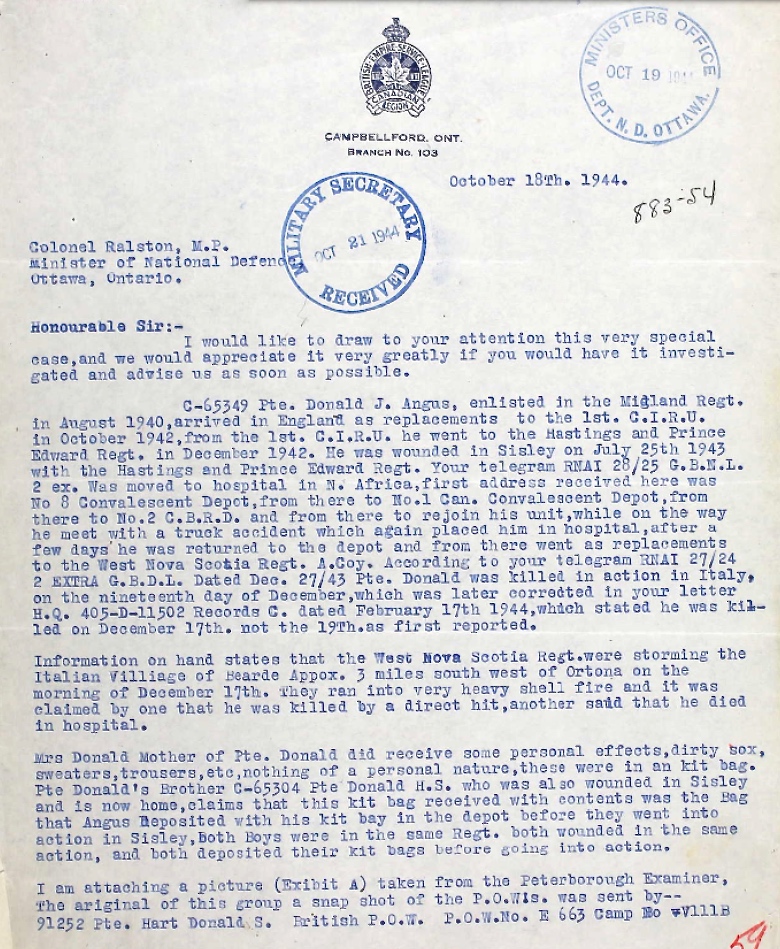 BRITISH EMPIRE SERVICE LEAGUE
CANADIAN
LEGION
CAMPBELLFORD. ONT.
BRANCH No. 103
MINISTERS OFFICE
OCT 19
DEPT. N. D. OTTAWA.
October 18Th. 1944.
883-54
MILITARY SECRETARY
OCT 21 1944
RECEIVED
Colonel Ralston, M.P.
Minister of National Defence
Ottawa, Ontario.
Honourable Sir:-
I would like to draw to your attention this very special
case,and we would appreciate it very greatly if you would have it investi-
gated and advise us as soon as possible.
C-65349 Pte. Donald J. Angus, enlisted in the Midland Regt.
in August 1940,arrived in England as replacements to the 1st. C.I.R.U.
in October 1942,from the 1st. C.I.R.U. he went to the Hastings and Prince
Edward Regt. in December 1942. He was wounded in Sisley on July 25th 1943
with the Hastings and Prince Edward Regt. Your telegram RNAI 28/25 G.B.N.L.
2 ex. Was moved to hospital in N. Africa,first address received here was
No 8 Convalescent Depot,from there to No.1 Can. Convalescent Depot,from
there to No.2 C.B.R.D. and from there to rejoin his unit,while on the way
he meet with a truck accident which again placed him in hospital,after a
few days he was returned to the depot and from there went as replacements
to the West Nova Scotia Regt. A.Coy. According to your telegram RNAI 27/24
2 EXTRA G.B.D.L. Dated Dec. 27/43 Pte. Donald was killed in action in Italy,
on the nineteenth day of December,which was later corredted in your letter
H.Q. 405-D-11502 Records C. dated February 17th 1944,which stated he was kil-
led on December 17th. not the 19Th.as first reported.
Information on hand states that the West Nova Scotia Regt.were storming the
Italian Villiage of Bearde Appox. 3 miles south west of Ortona on the
morning of December 17th. They ran into very heavy shell fire and it was
claimed by one that he was killed by a direct hit,another said that he died
in hospital.
Mrs Donald Mother of Pte. Donald did receive some personal effects,dirty sox,
sweaters,trousers,etc,nothing of a personal nature,these were in an kit bag.
Pte Donald's Brother C-65304 Pte Donald H.S. who was also wounded in Sisley
and is now home,claims that this kit bag received with contents was the Bag
that Angus Deposited with his kit bay in the depot before they went into
action in Sisley,Both Boys were in the same Regt. both wounded in the same
action, and both deposited their kit bags before going into action.
I am attaching a picture (Exibit A) taken from the Peterborough Examiner,
The ariginal of this group a snap shot of the P.O.Wls. was sent by--
91252 Pte. Hart Donald S. British P.O.W. P.O.W.No. E 663 Camp No V111B